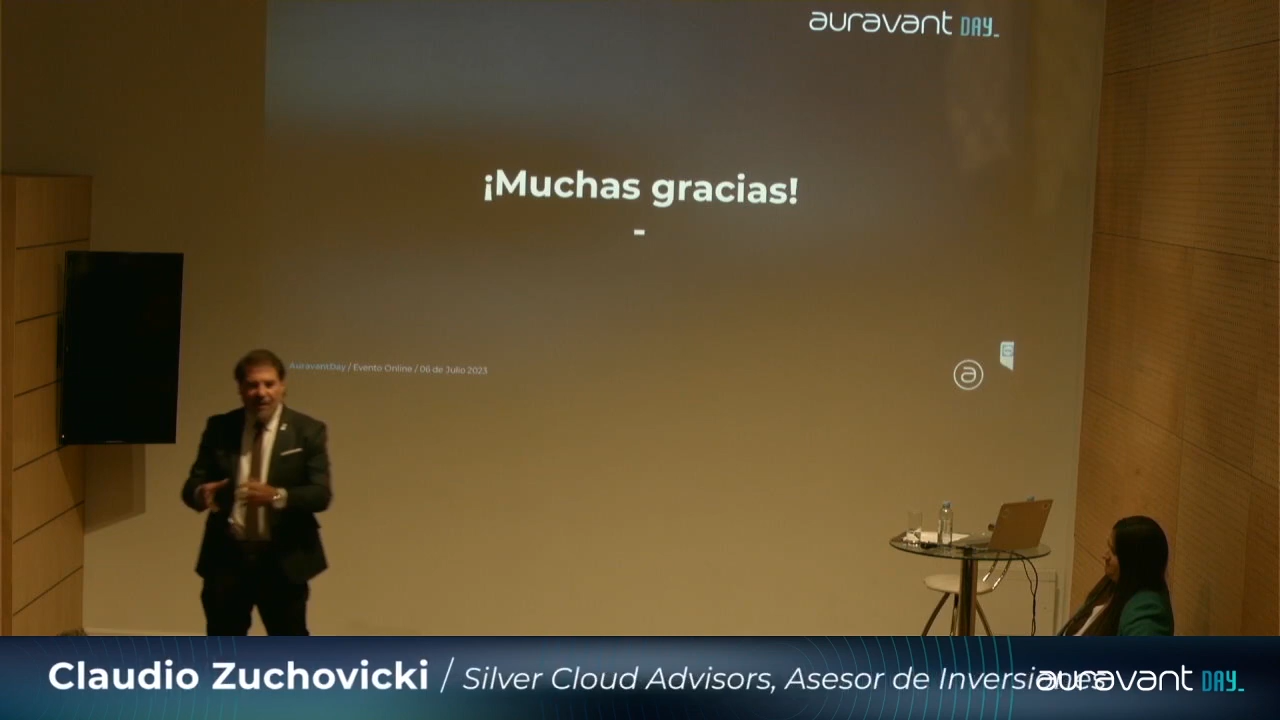 auravant DAY_
¡Muchas gracias!
AuravantDay / Evento Online / 06 de Julio 2023
a
Claudio Zuchovicki / Silver Cloud Advisors, Asesor de Inversiones
auravant DAY_